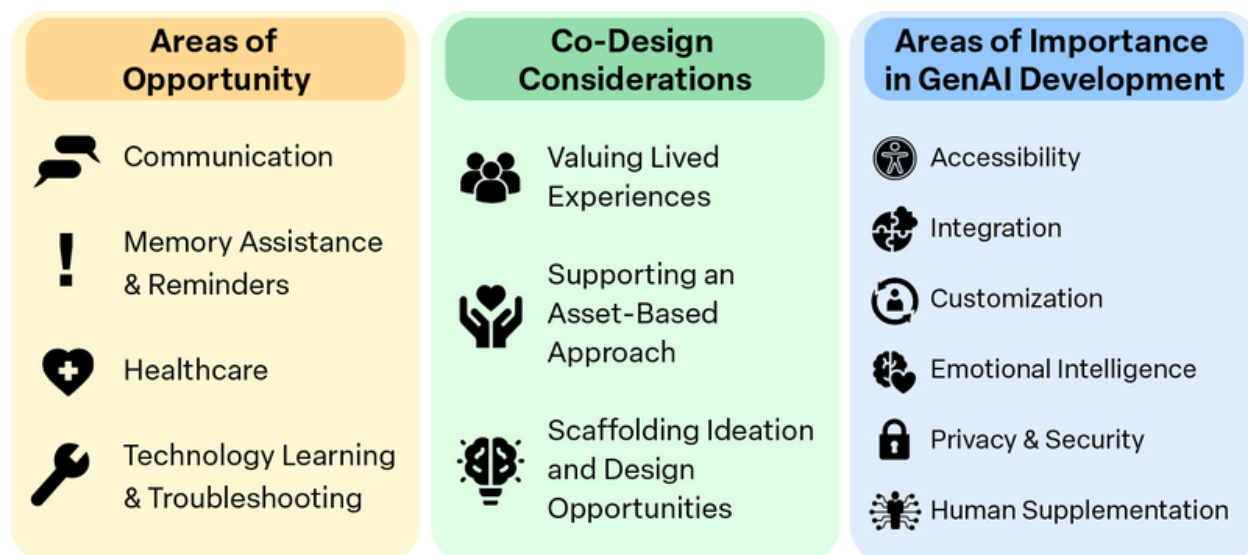 Areas of
Opportunity
Communication
Memory Assistance
& Reminders
Healthcare
Technology Learning
& Troubleshooting
Co-Design
Considerations
Valuing Lived
Experiences
Supporting an
Asset-Based
Approach
Scaffolding Ideation
and Design
Opportunities
Areas of Importance
in GenAI Development
Accessibility
Integration
Customization
Emotional Intelligence
Privacy & Security
Human Supplementation